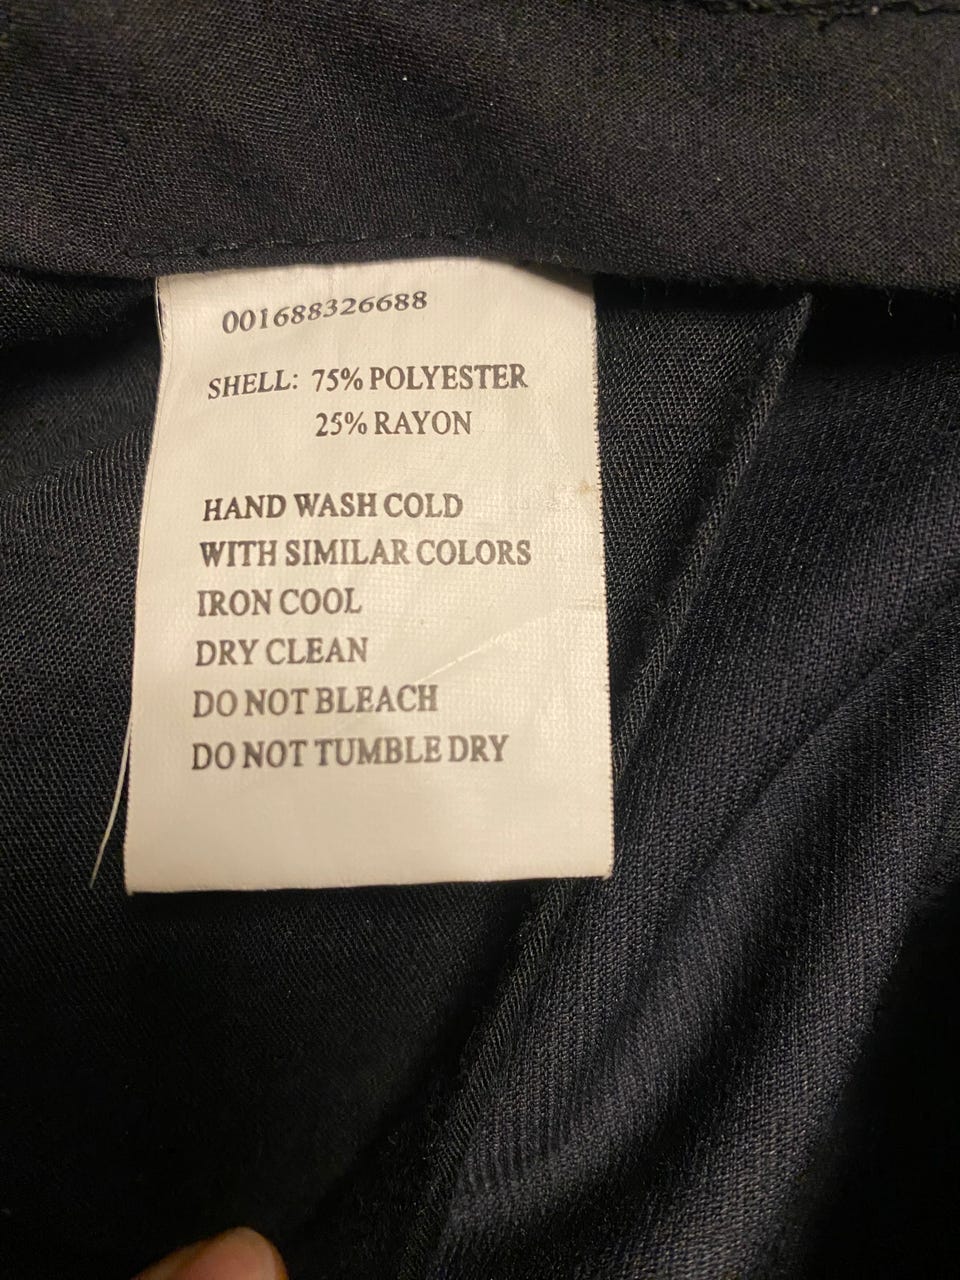 001688326688
SHELL: 75% POLYESTER
25% RAYON
HAND WASH COLD
WITH SIMILAR COLORS
IRON COOL
DRY CLEAN
DO NOT BLEACH
DO NOT TUMBLE DRY